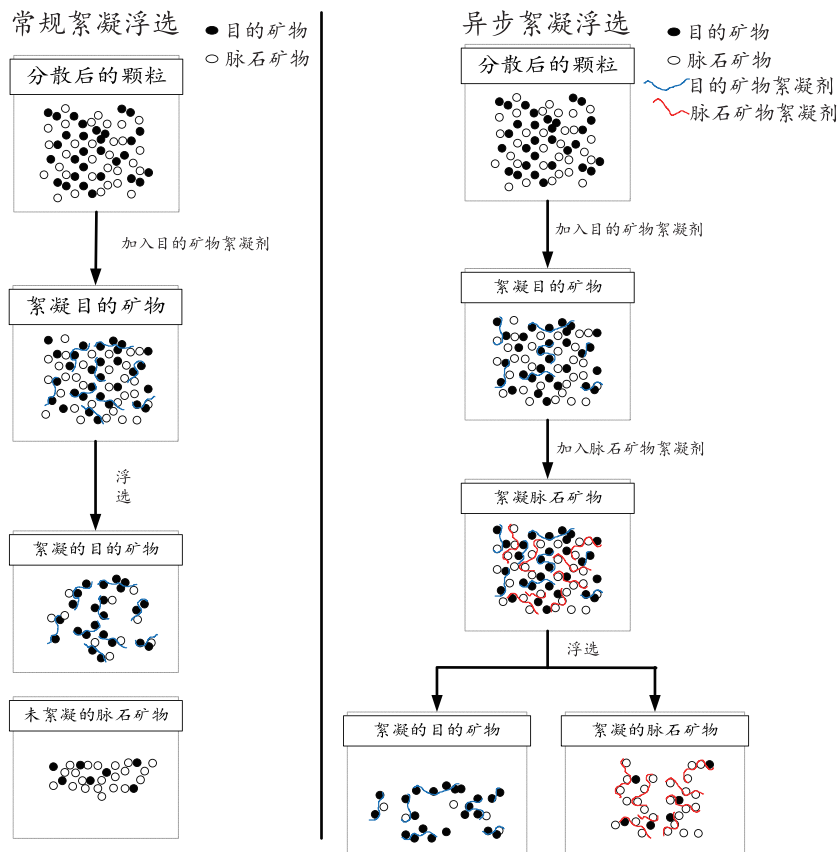 常规絮凝浮选
目的矿物
脉石矿物
分散后的颗粒
加入目的矿物絮凝剂
絮凝目的矿物
浮
选
絮凝的目的矿物
未絮凝的脉石矿物
异步絮凝浮选
目的矿物
脉石矿物
目的矿物絮凝剂
脉石矿物絮凝剂
分散后的颗粒
加入目的矿物絮凝剂
絮凝目的矿物
加入脉石矿物絮凝剂
絮凝脉石矿物
浮选
絮凝的目的矿物
絮凝的脉石矿物